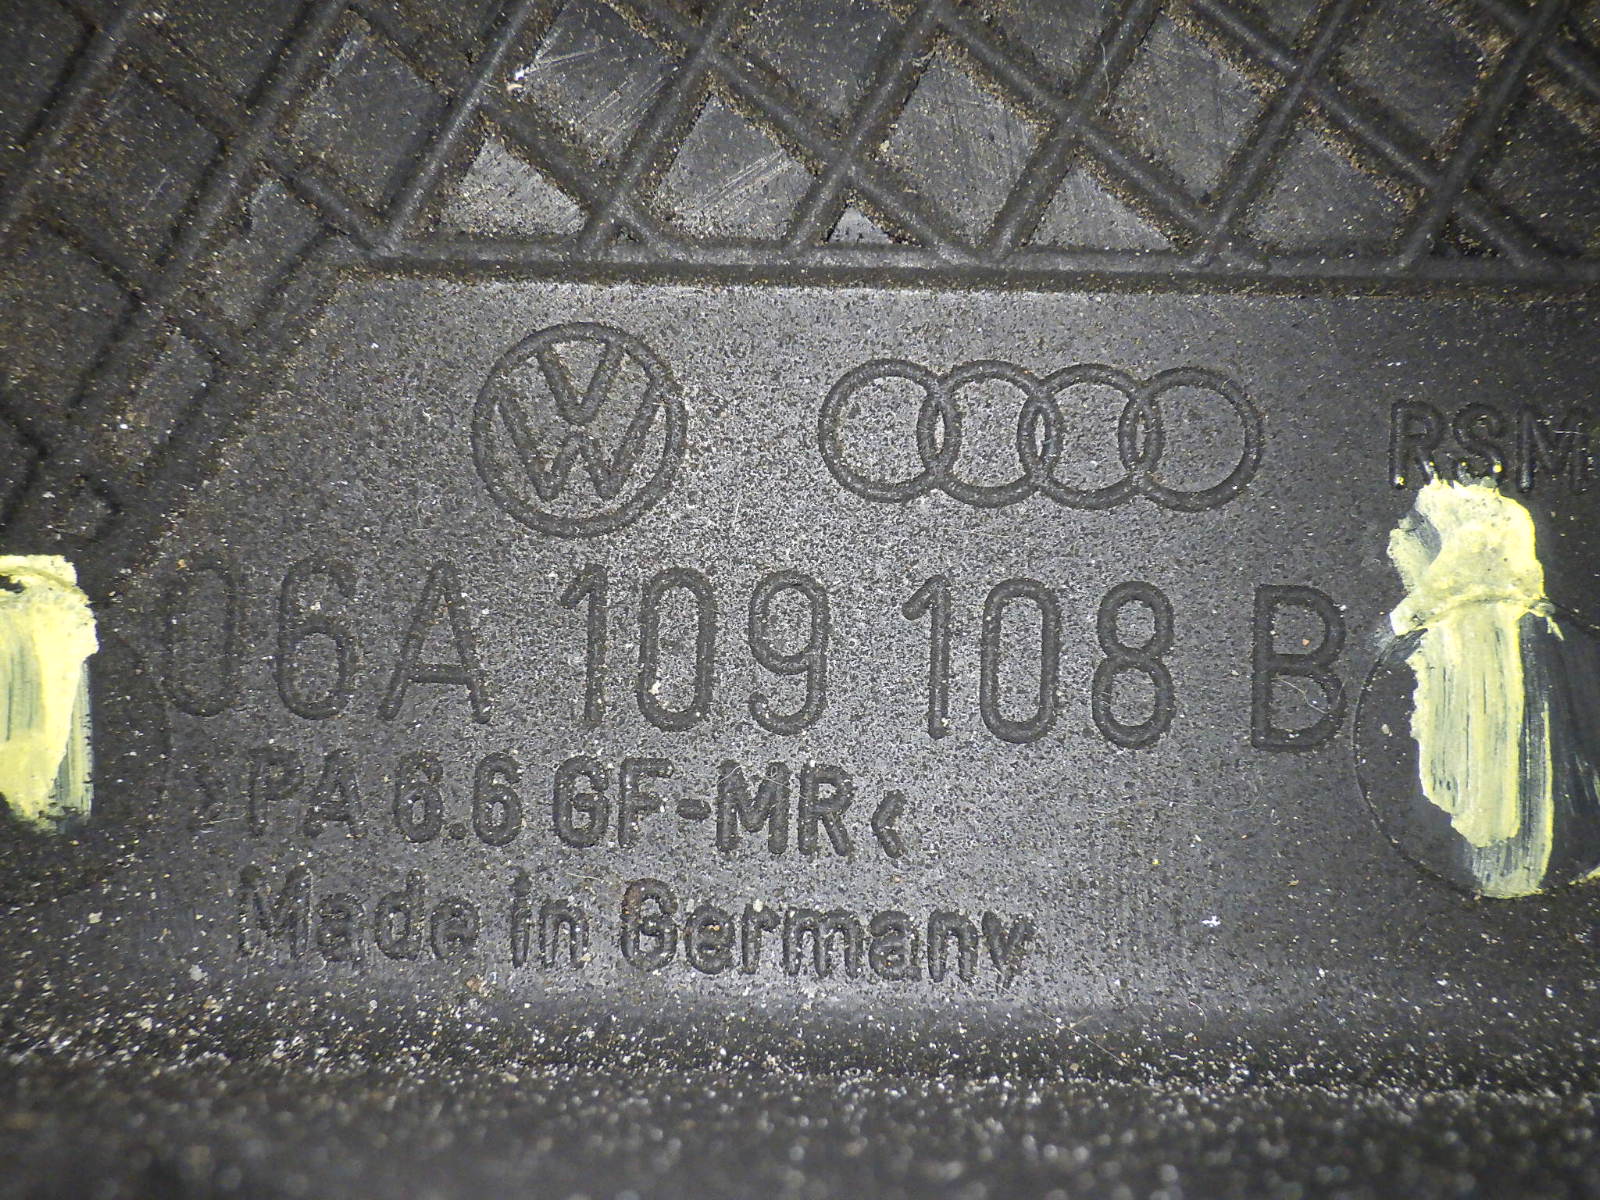 RSM
06A 109 108 B
>PA 6.6 GF-MR<
Made in Germany